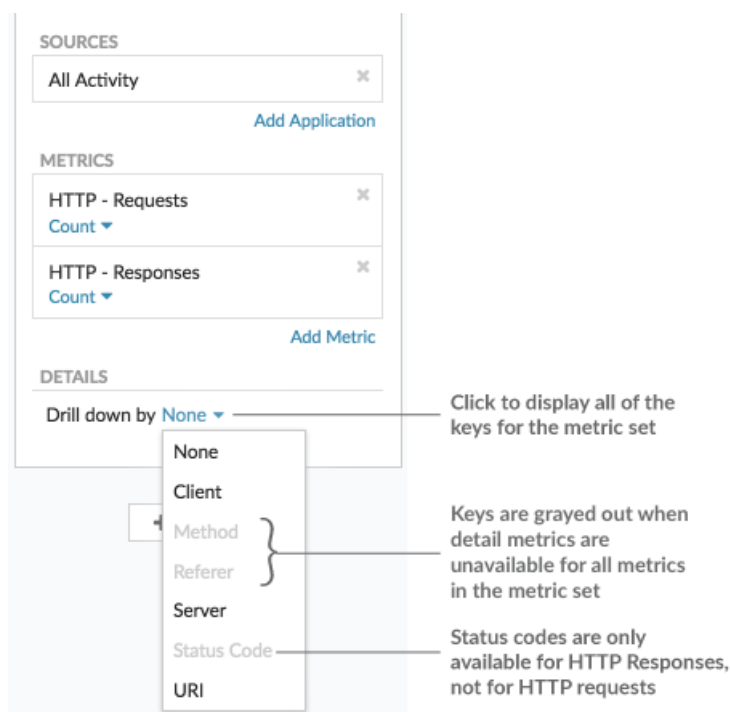 SOURCES
All Activity
Add Application
METRICS
HTTP - Requests
Count
HTTP - Responses
Count
Add Metric
DETAILS
Drill down by None
None
Client
Method
Referer
Server
Status Code
URI
Click to display all of the
keys for the metric set
Keys are grayed out when
detail metrics are
unavailable for all metrics
in the metric set
Status codes are only
available for HTTP Responses,
not for HTTP requests